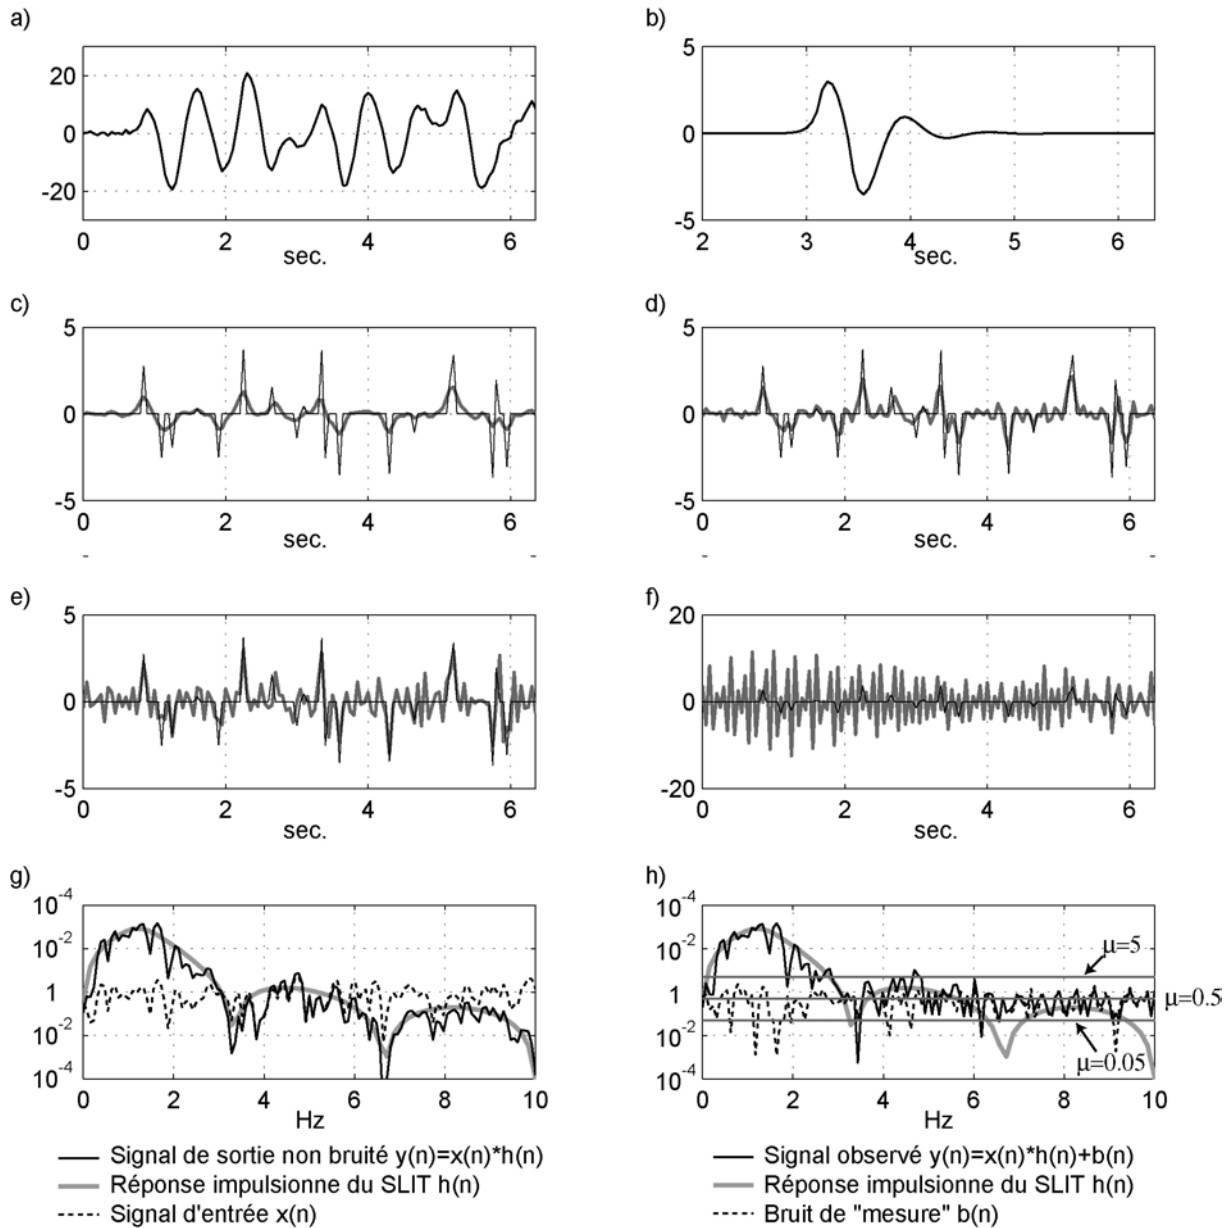 a)
20
0
-20
0 2 4 6
sec.
b)
5
0
-5
2 3 4 5 6
sec.
c)
5
0
-5
0 2 4 6
sec.
d)
5
0
-5
0 2 4 6
sec.
e)
5
0
-5
0 2 4 6
sec.
f)
20
0
-20
0 2 4 6
sec.
g)
10^-4
10^-2
1
10^-2
10^-4
0 2 4 6 8 10
Hz
Signal de sortie non bruité y(n)=x(n)*h(n)
Réponse impulsionne du SLIT h(n)
Signal d'entrée x(n)
h)
10^-4
10^-2
1
10^-2
10^-4
μ=5
μ=0.5
μ=0.05
0 2 4 6 8 10
Hz
Signal observé y(n)=x(n)*h(n)+b(n)
Réponse impulsionne du SLIT h(n)
Bruit de "mesure" b(n)